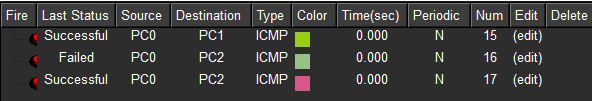 Fire Last Status Source Destination Type Color Time(sec) Periodic Num Edit Delete
Successful PC0 PC1 ICMP 0.000 N 15 (edit)
Failed PC0 PC2 ICMP 0.000 N 16 (edit)
Successful PC0 PC2 ICMP 0.000 N 17 (edit)